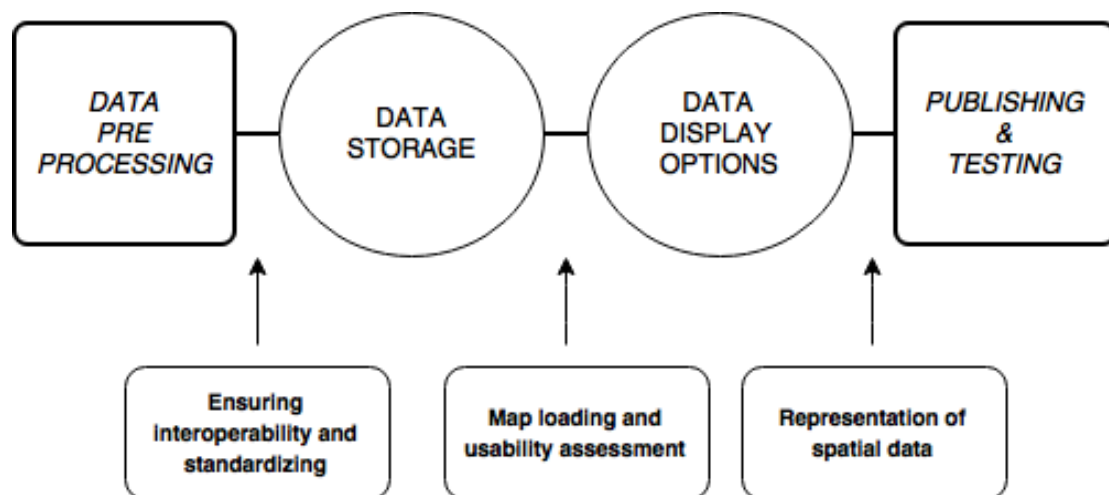 DATA
PRE
PROCESSING
DATA
STORAGE
DATA
DISPLAY
OPTIONS
PUBLISHING
&
TESTING
Ensuring
interoperability and
standardizing
Map loading and
usability assessment
Representation of
spatial data